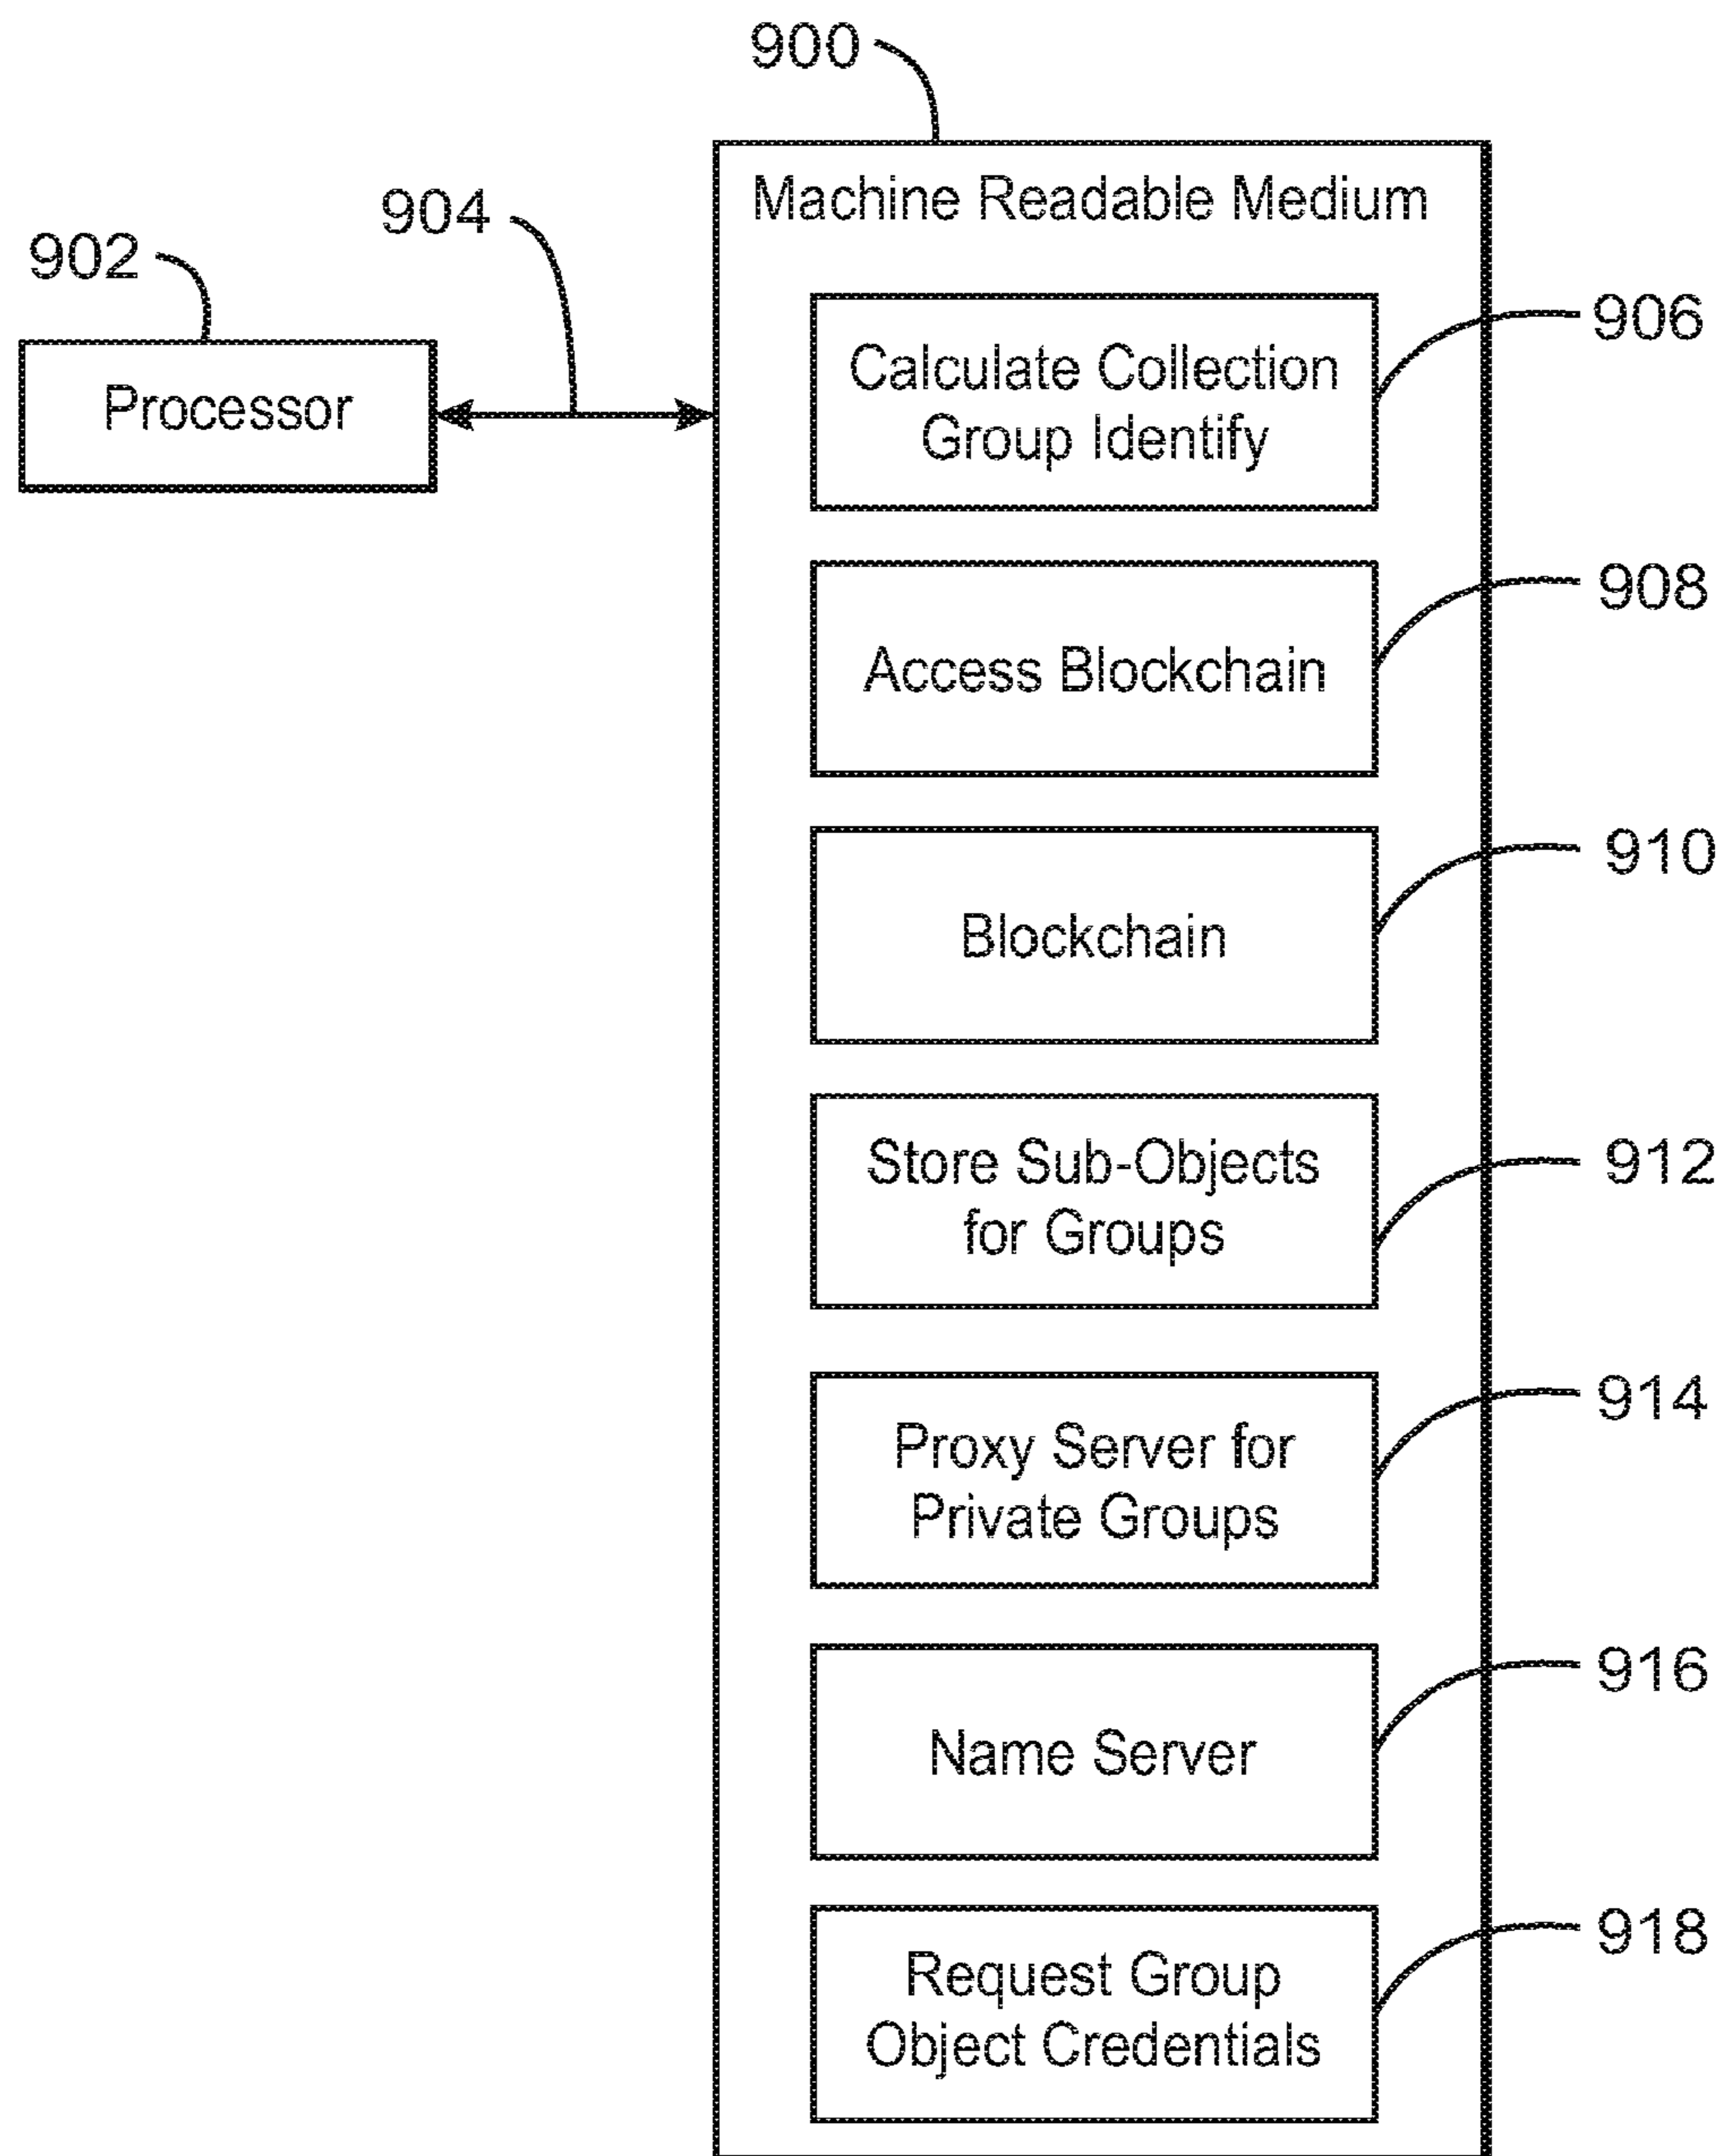 900
Machine Readable Medium
904
902
Processor
Calculate Collection
Group Identify
906
Access Blockchain
908
Blockchain
910
Store Sub-Objects
for Groups
912
Proxy Server for
Private Groups
914
Name Server
916
Request Group
Object Credentials
918